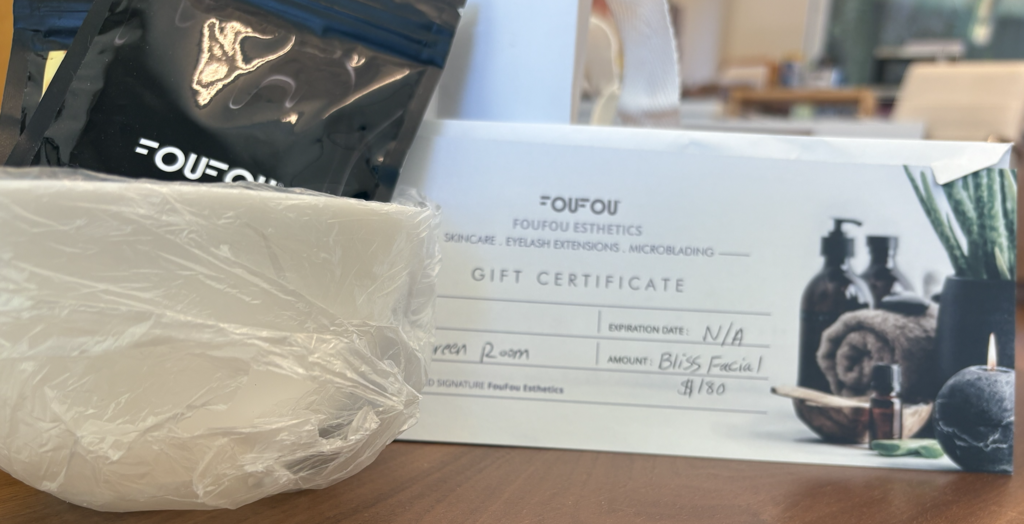 FOUFOU
FOUFOU
FOUFOU ESTHETICS
SKINCARE . EYELASH EXTENSIONS . MICROBLADING
GIFT CERTIFICATE
EXPIRATION DATE : N/A
Room
AMOUNT : Bliss Facial
$180
SIGNATURE FouFou Esthetics